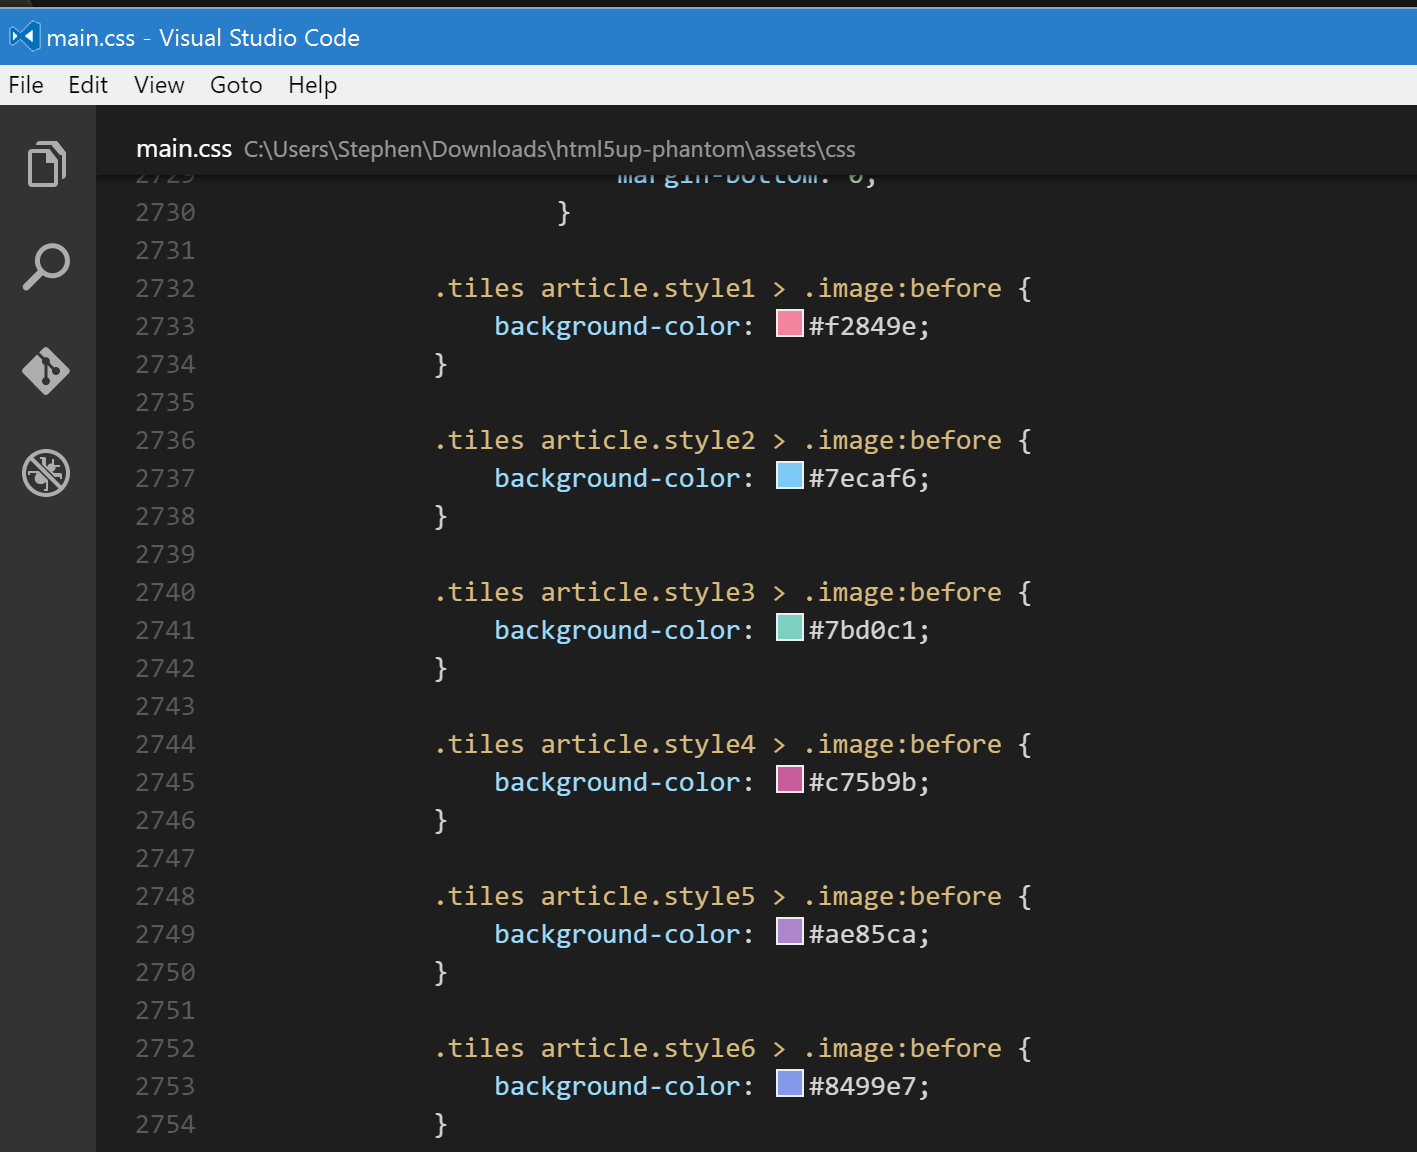 main.css - Visual Studio Code
File Edit View Goto Help
main.css C:\Users\Stephen\Downloads\html5up-phantom\assets\css
2729 margin-bottom: 0;
2730 }
2731
2732 .tiles article.style1 > .image:before {
2733 background-color: #f2849e;
2734 }
2735
2736 .tiles article.style2 > .image:before {
2737 background-color: #7ecaf6;
2738 }
2739
2740 .tiles article.style3 > .image:before {
2741 background-color: #7bd0c1;
2742 }
2743
2744 .tiles article.style4 > .image:before {
2745 background-color: #c75b9b;
2746 }
2747
2748 .tiles article.style5 > .image:before {
2749 background-color: #ae85ca;
2750 }
2751
2752 .tiles article.style6 > .image:before {
2753 background-color: #8499e7;
2754 }